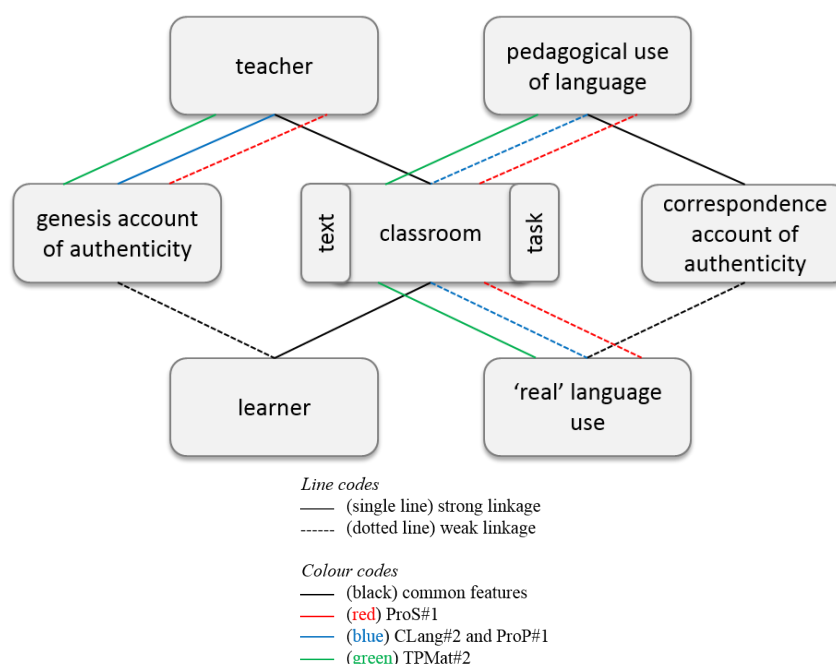 teacher
pedagogical use
of language
genesis account
of authenticity
text
classroom
task
correspondence
account of
authenticity
learner
‘real’ language
use
Line codes
(single line) strong linkage
(dotted line) weak linkage
Colour codes
(black) common features
(red) ProS#1
(blue) CLang#2 and ProP#1
(green) TPMat#2